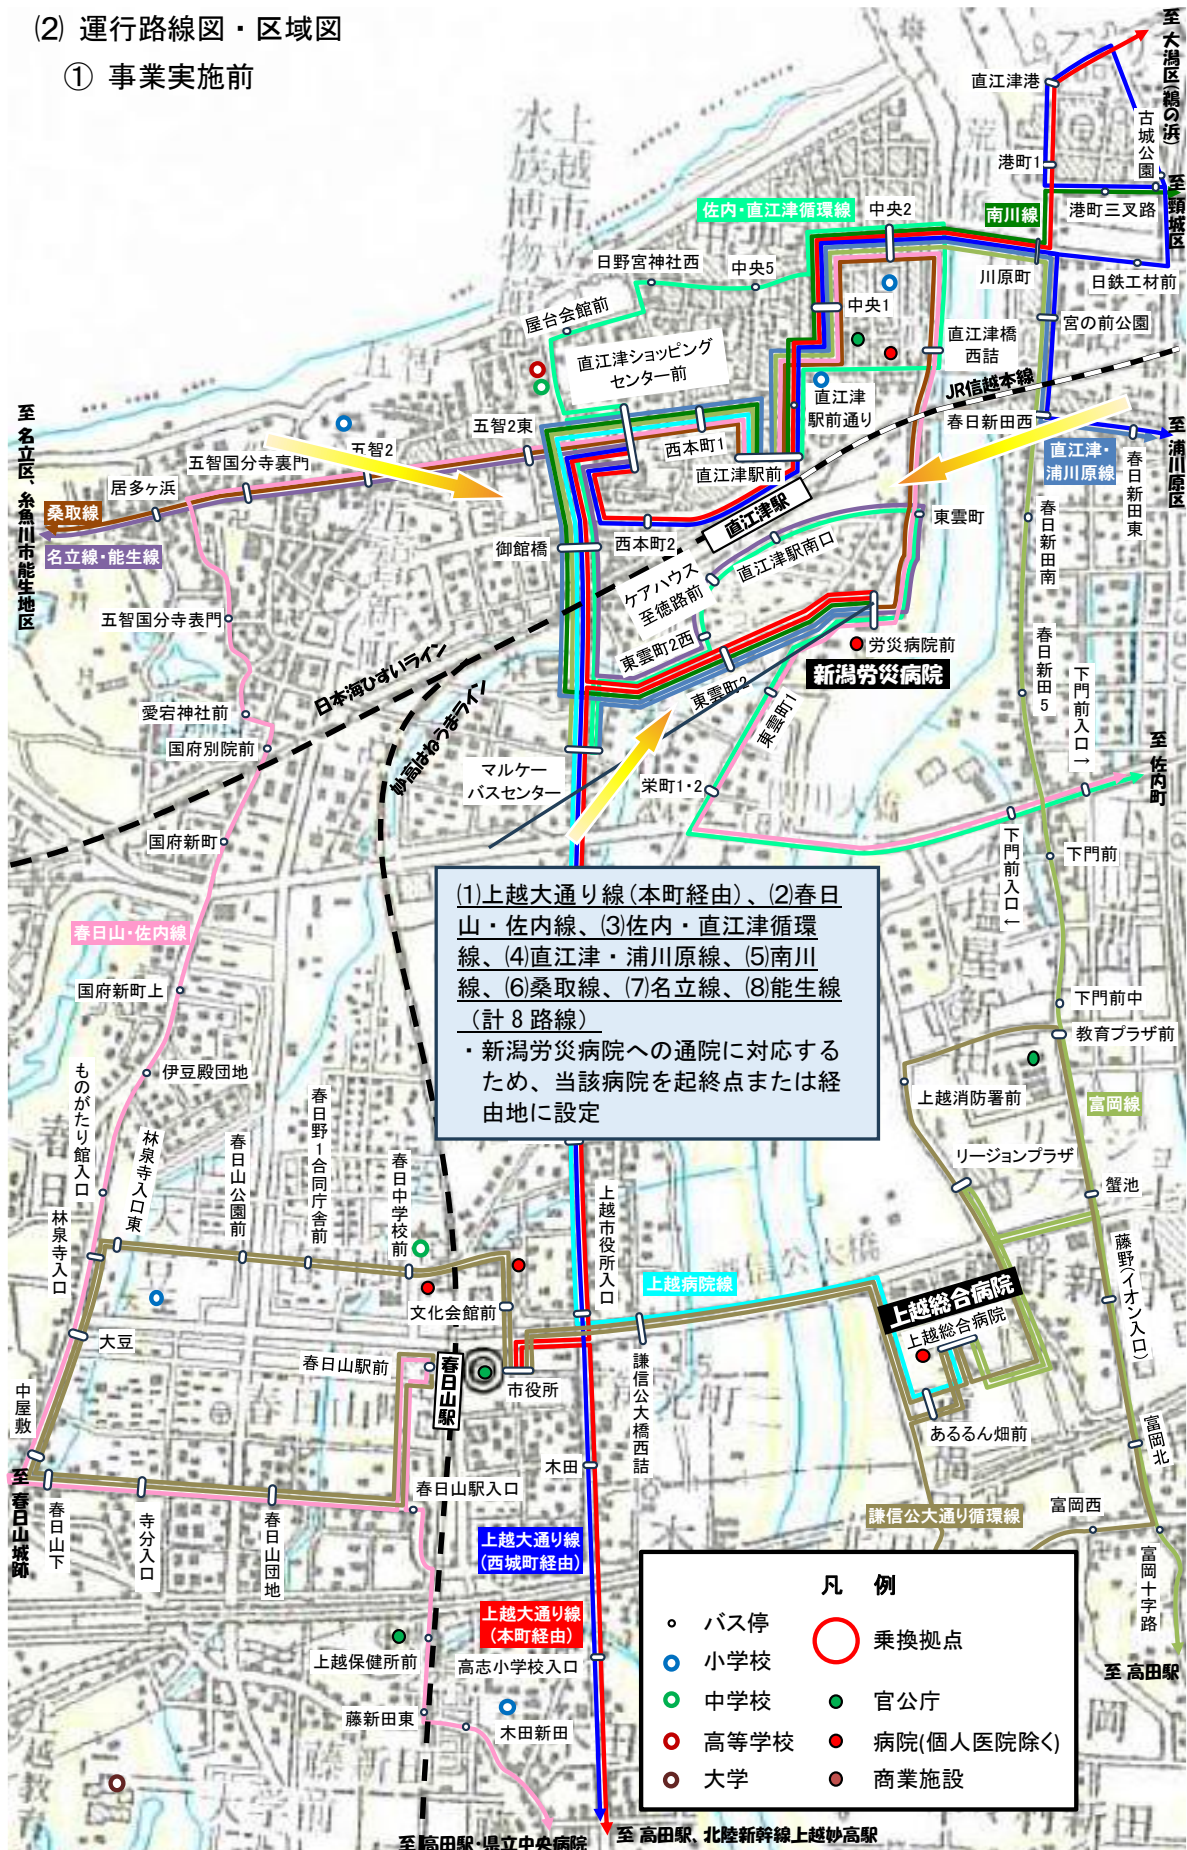 (2) 運行路線図・区域図
① 事業実施前
至 大潟区(鵜の浜)
直江津港
古城公園
港町1
至 頸城区
港町三叉路
南川線
佐内・直江津循環線
中央2
上越市立水族博物館
日野宮神社西
中央5
川原町
日鉄工材前
屋台会館前
中央1
宮の前公園
直江津ショッピングセンター前
直江津橋西詰
JR信越本線
直江津駅前通り
至 名立区、糸魚川市能生地区
五智2東
西本町1
春日新田西
至 浦川原区
五智2
五智国分寺裏門
直江津駅前
直江津・浦川原線
春日新田東
居多ヶ浜
桑取線
直江津駅
東雲町
春日新田南
名立線・能生線
御館橋
西本町2
直江津駅南口
ケアハウス至徳路前
五智国分寺表門
東雲町2西
労災病院前
新潟労災病院
日本海ひすいライン
東雲町2
春日新田5
下門前入口→
愛宕神社前
妙高はねうまライン
東雲町1
国府別院前
至 佐内町
マルケーバスセンター
栄町1・2
国府新町
下門前
下門前入口←
⑴上越大通り線(本町経由)、⑵春日
山・佐内線、⑶佐内・直江津循環
線、⑷直江津・浦川原線、⑸南川
線、⑹桑取線、⑺名立線、⑻能生線
(計8路線)
・新潟労災病院への通院に対応する
ため、当該病院を起終点または経
由地に設定
春日山・佐内線
国府新町上
下門前中
教育プラザ前
伊豆殿団地
上越消防署前
富岡線
ものがたり館入口
林泉寺入口東
春日山公園前
春日野1合同庁舎前
春日中学校前
リージョンプラザ
蟹池
上越市役所入口
林泉寺入口
藤野(イオン入口)
上越病院線
上越総合病院
上越総合病院
文化会館前
大豆
春日山駅前
春日山駅
市役所
謙信公大橋西詰
中屋敷
あるるん畑前
富岡北
木田
至 春日山城跡
春日山下
寺分入口
春日山団地
春日山駅入口
謙信公大通り循環線
富岡西
富岡十字路
上越大通り線
(西城町経由)
上越大通り線
(本町経由)
上越保健所前
高志小学校入口
至 高田駅
藤新田東
木田新田
凡 例
バス停
乗換拠点
小学校
中学校
官公庁
高等学校
病院(個人医院除く)
大学
商業施設
至 高田駅・県立中央病院
至 高田駅、北陸新幹線上越妙高駅